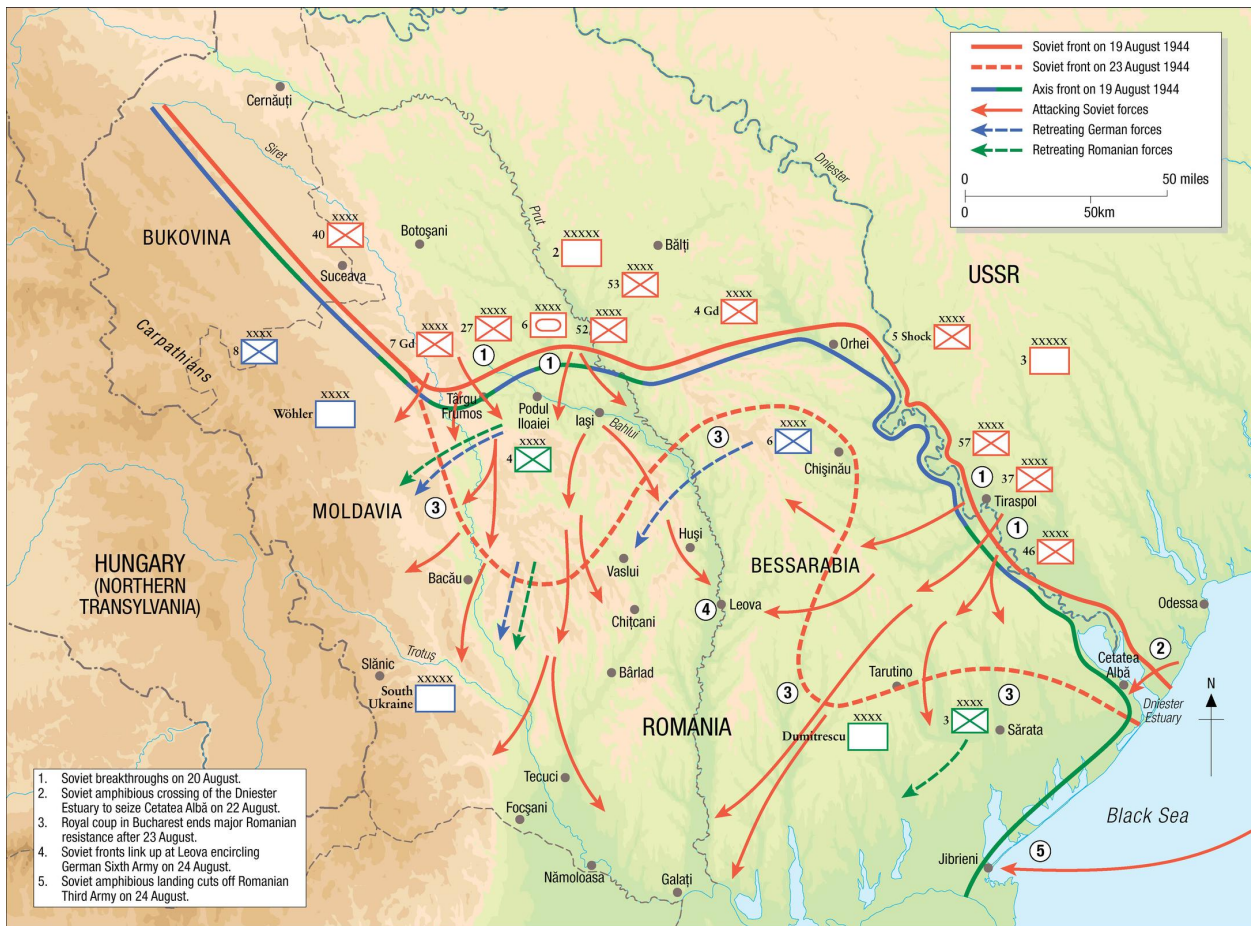 Soviet front on 19 August 1944
Soviet front on 23 August 1944
Axis front on 19 August 1944
Attacking Soviet forces
Retreating German forces
Retreating Romanian forces
0 50 miles
0 50km
Cernăuţi
Siret
Dniester
Prut
BUKOVINA
XXXX
40
Suceava
Botoşani
XXXXX
2
Bălţi
XXXX
53
USSR
XXXX
4 Gd
XXXX
27
XXXX
6
XXXX
52
XXXX
7 Gd
1
1
Orhei
XXXX
5 Shock
XXXXX
3
Carpathians
XXXX
8
XXXX
Wöhler
Târgu
Frumos
Podul
Iloaiei
Iaşi
Bahlui
XXXX
4
3
XXXX
6
Chişinău
XXXX
57
XXXX
37
1
Tiraspol
1
XXXX
46
MOLDAVIA
3
HUNGARY
(NORTHERN
TRANSYLVANIA)
Bacău
Huşi
Vaslui
BESSARABIA
4
Leova
Chiţcani
Odessa
Trotuş
Slănic
XXXXX
South
Ukraine
Bârlad
ROMANIA
3
Tarutino
Cetatea
Albă
2
Dniester
Estuary
N
XXXX
Dumitrescu
XXXX
3
3
Sărata
Tecuci
Focşani
Nămoloasa
Galaţi
Black Sea
Jibrieni
5
1. Soviet breakthroughs on 20 August.
2. Soviet amphibious crossing of the Dniester
Estuary to seize Cetatea Albă on 22 August.
3. Royal coup in Bucharest ends major Romanian
resistance after 23 August.
4. Soviet fronts link up at Leova encircling
German Sixth Army on 24 August.
5. Soviet amphibious landing cuts off Romanian
Third Army on 24 August.